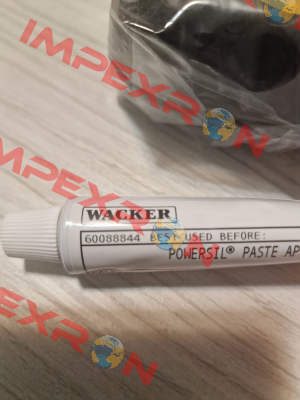 IMPEXRON
IMPEXRON
IMPEXRON
WACKER
60088844 BEST USED BEFORE:
POWERSIL® PASTE AP
IMPEXRON